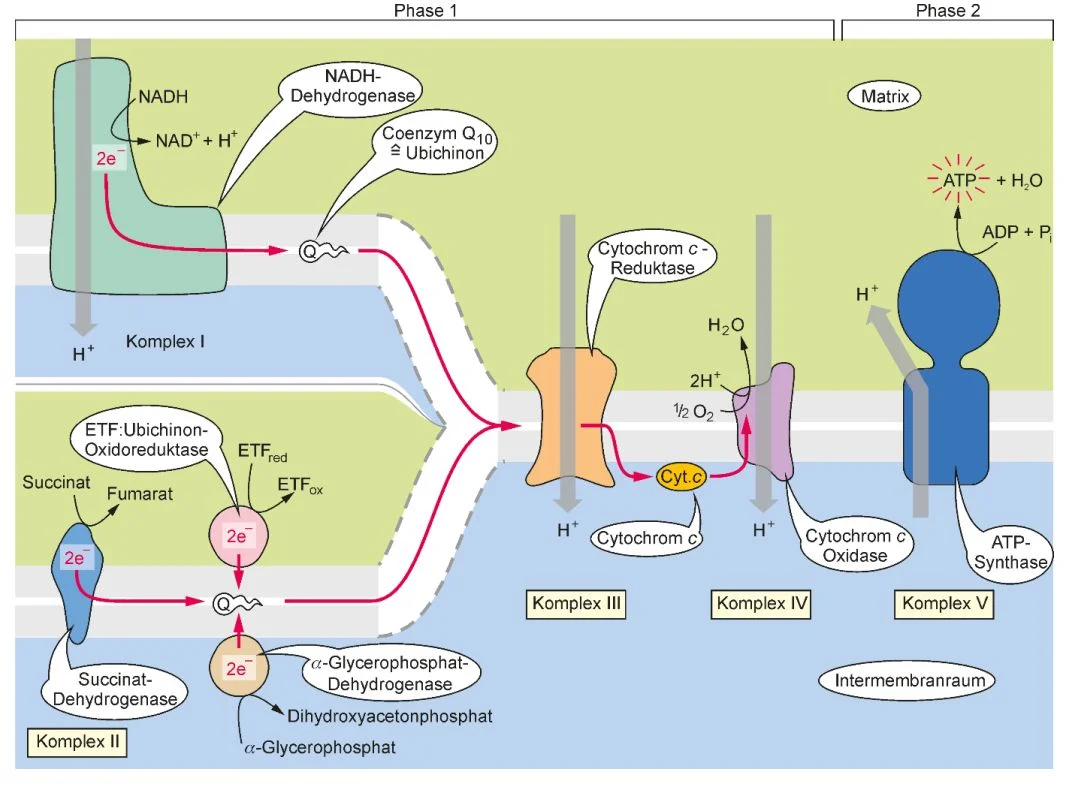 Phase 1
Phase 2
NADH-
Dehydrogenase
NADH
NAD⁺ + H⁺
2e⁻
Coenzym Q₁₀
≙ Ubichinon
Q
H⁺
Komplex I
Matrix
ATP + H₂O
ADP + Pᵢ
H⁺
Cytochrom c -
Reduktase
H₂O
2H⁺
1/2 O₂
ETF:Ubichinon-
Oxidoreduktase
ETFred
ETFox
Succinat
Fumarat
2e⁻
2e⁻
Q
Cyt.c
H⁺
Cytochrom c
H⁺
Cytochrom c
Oxidase
ATP-
Synthase
Komplex III
Komplex IV
Komplex V
2e⁻
α-Glycerophosphat-
Dehydrogenase
Succinat-
Dehydrogenase
Dihydroxyacetonphosphat
α-Glycerophosphat
Komplex II
Intermembranraum